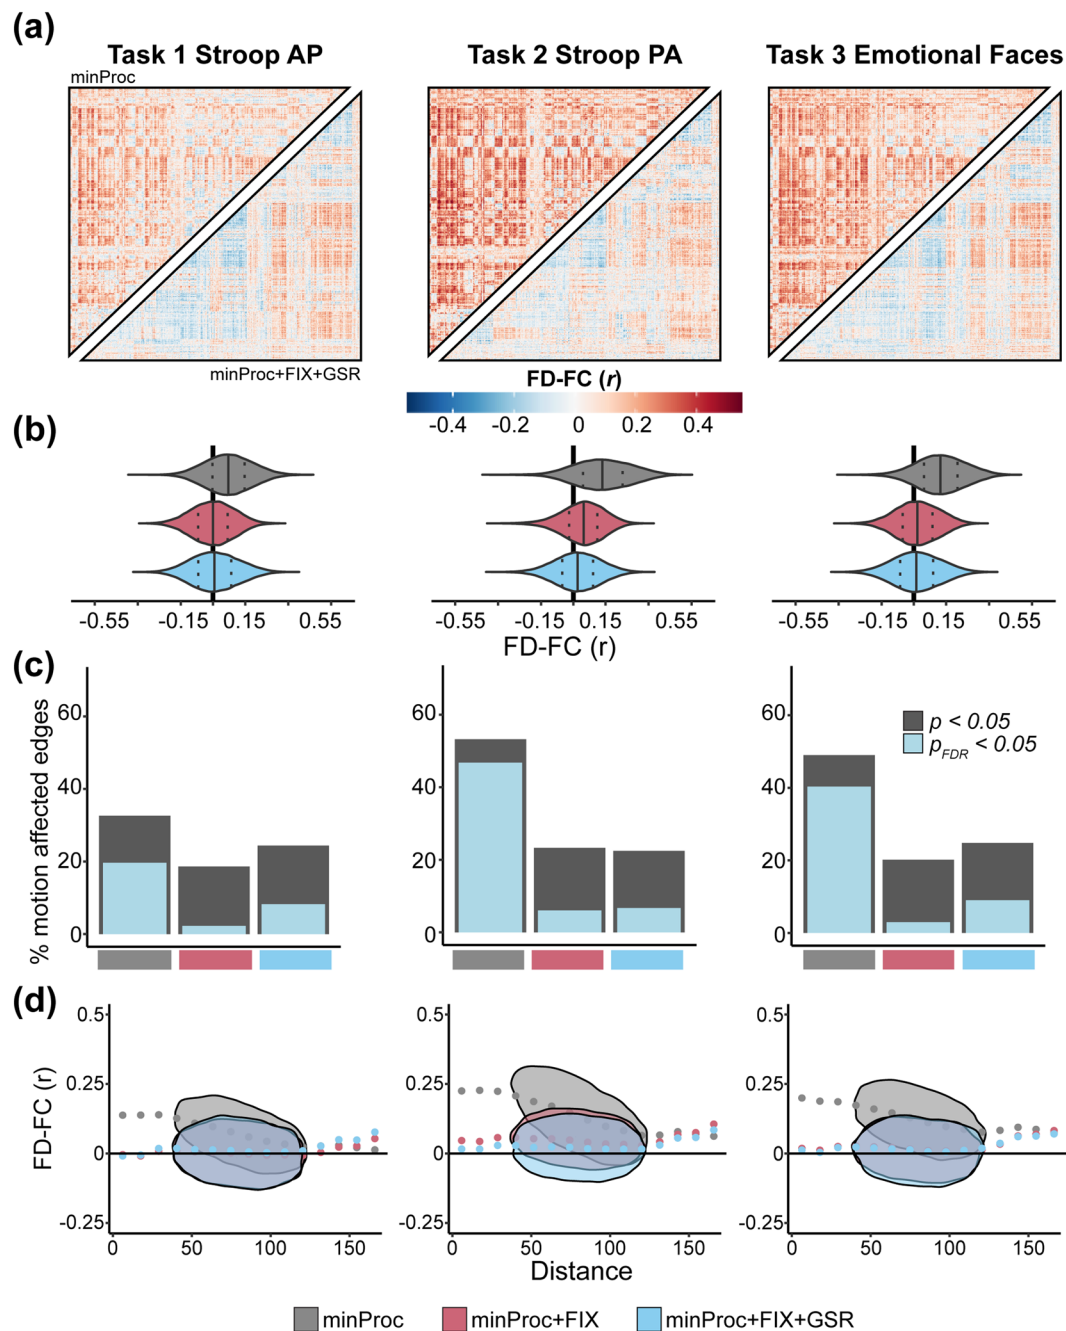 (a)
Task 1 Stroop AP Task 2 Stroop PA Task 3 Emotional Faces
minProc
minProc+FIX+GSR
FD-FC (r)
-0.4 -0.2 0 0.2 0.4
(b)
-0.55 -0.15 0.15 0.55 -0.55 -0.15 0.15 0.55 -0.55 -0.15 0.15 0.55
FD-FC (r)
(c)
% motion affected edges
60 60 60
p < 0.05
pFDR < 0.05
40 40 40
20 20 20
0 0 0
(d)
FD-FC (r)
0.5 0.5 0.5
0.25 0.25 0.25
0 0 0
-0.25 -0.25 -0.25
0 50 100 150 0 50 100 150 0 50 100 150
Distance
minProc minProc+FIX minProc+FIX+GSR